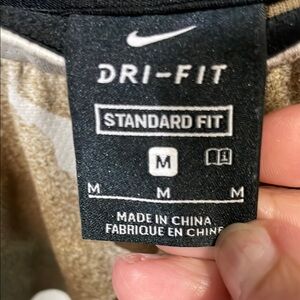 DRI-FIT
STANDARD FIT
M
M M M
MADE IN CHINA
FABRIQUÉ EN CHINE